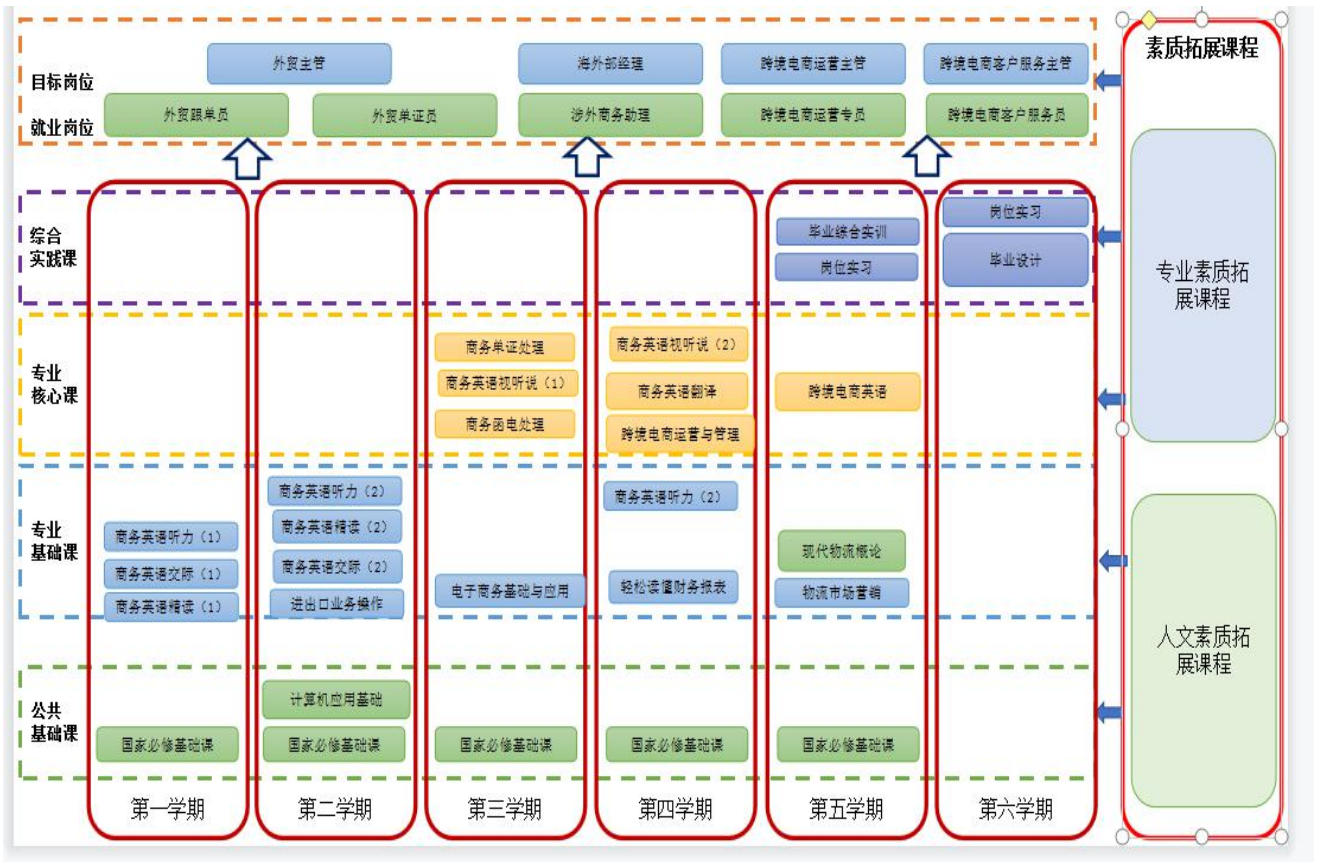 素质拓展课程
目标岗位
外贸主管
海外部经理
跨境电商运营主管
跨境电商客户服务主管
就业岗位
外贸跟单员
外贸单证员
涉外商务助理
跨境电商运营专员
跨境电商客户服务员
综合
实践课
毕业综合实训
岗位实习
岗位实习
毕业设计
专业素质拓
展课程
专业
核心课
商务单证处理
商务英语视听说（1）
商务函电处理
商务英语视听说（2）
商务英语翻译
跨境电商运营与管理
跨境电商英语
专业
基础课
商务英语听力（1）
商务英语交际（1）
商务英语精读（1）
商务英语听力（2）
商务英语精读（2）
商务英语交际（2）
进出口业务操作
电子商务基础与应用
商务英语听力（2）
轻松读懂财务报表
现代物流概论
物流市场营销
人文素质拓
展课程
公共
基础课
国家必修基础课
计算机应用基础
国家必修基础课
国家必修基础课
国家必修基础课
国家必修基础课
第一学期
第二学期
第三学期
第四学期
第五学期
第六学期